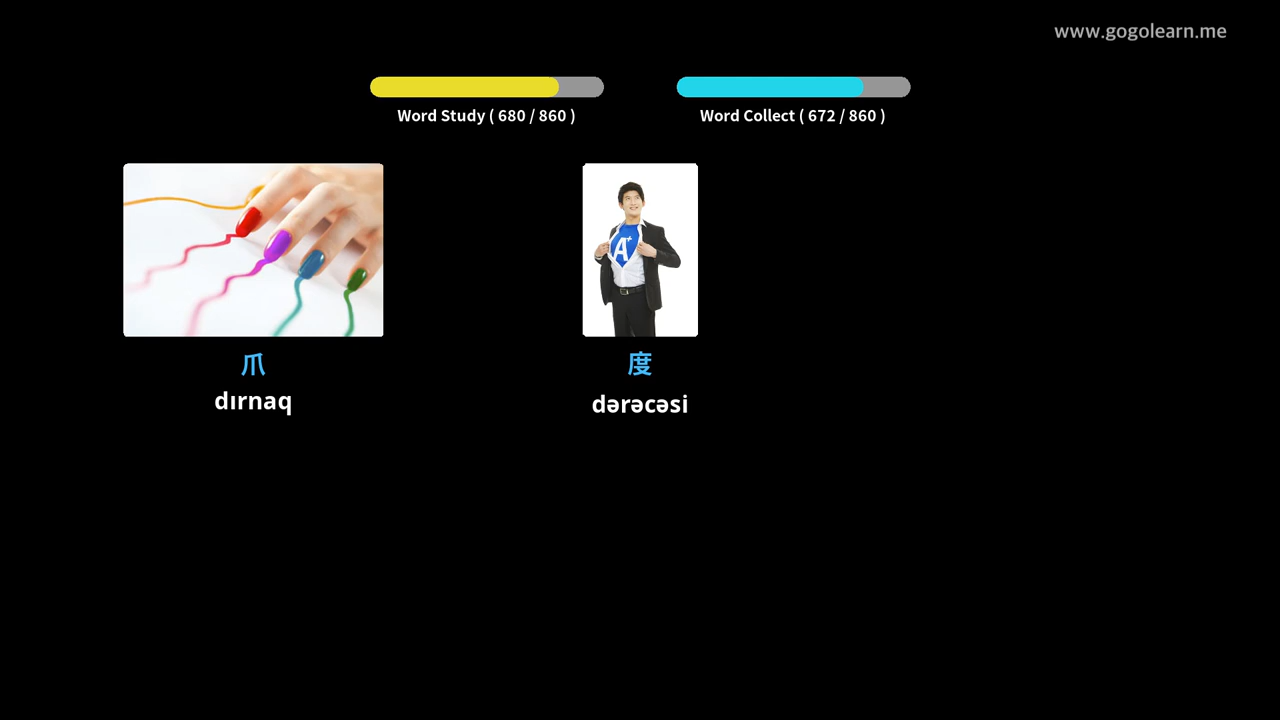 www.gogolearn.me
Word Study ( 680 / 860 )
Word Collect ( 672 / 860 )
A+
爪
dırnaq
度
dərəcəsi